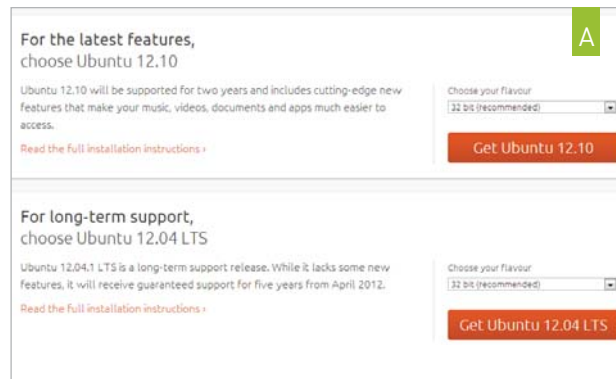 A
For the latest features,
choose Ubuntu 12.10
Ubuntu 12.10 will be supported for two years and includes cutting-edge new
features that make your music, videos, documents and apps much easier to
access.
Read the full installation instructions ›
Choose your flavour
32 bit (recommended)
Get Ubuntu 12.10
For long-term support,
choose Ubuntu 12.04 LTS
Ubuntu 12.04.1 LTS is a long-term support release. While it lacks some new
features, it will receive guaranteed support for five years from April 2012.
Read the full installation instructions ›
Choose your flavour
32 bit (recommended)
Get Ubuntu 12.04 LTS